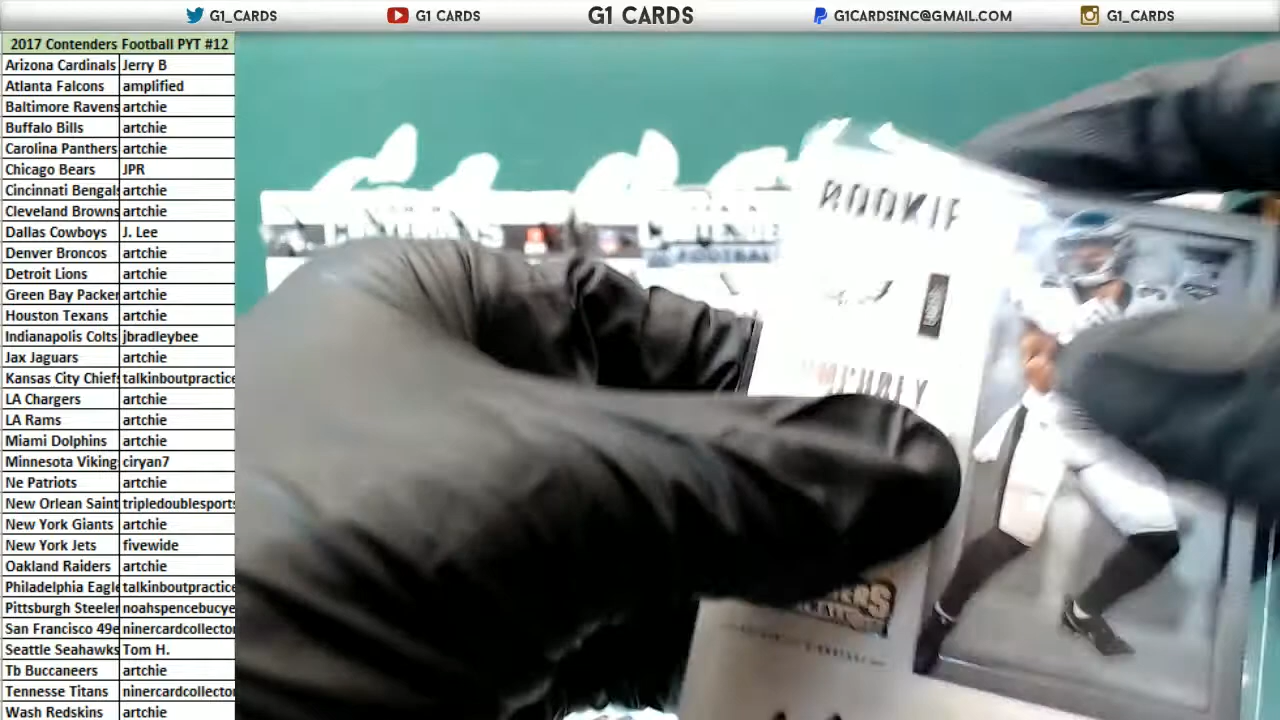 G1_CARDS
G1 CARDS
G1 CARDS
G1CARDSINC@GMAIL.COM
G1_CARDS
2017 Contenders Football PYT #12
Arizona Cardinals Jerry B
Atlanta Falcons amplified
Baltimore Ravens artchie
Buffalo Bills artchie
Carolina Panthers artchie
Chicago Bears JPR
Cincinnati Bengals artchie
Cleveland Browns artchie
Dallas Cowboys J. Lee
Denver Broncos artchie
Detroit Lions artchie
Green Bay Packer artchie
Houston Texans artchie
Indianapolis Colts jbradleybee
Jax Jaguars artchie
Kansas City Chiefs talkinboutpractice
LA Chargers artchie
LA Rams artchie
Miami Dolphins artchie
Minnesota Viking ciryan7
Ne Patriots artchie
New Orlean Saint tripledoublesports
New York Giants artchie
New York Jets fivewide
Oakland Raiders artchie
Philadelphia Eagle talkinboutpractice
Pittsburgh Steeler noahspencebucye
San Francisco 49e ninercardcollector
Seattle Seahawks Tom H.
Tb Buccaneers artchie
Tennesse Titans ninercardcollector
Wash Redskins artchie
ROOKIE
FOOTBALL